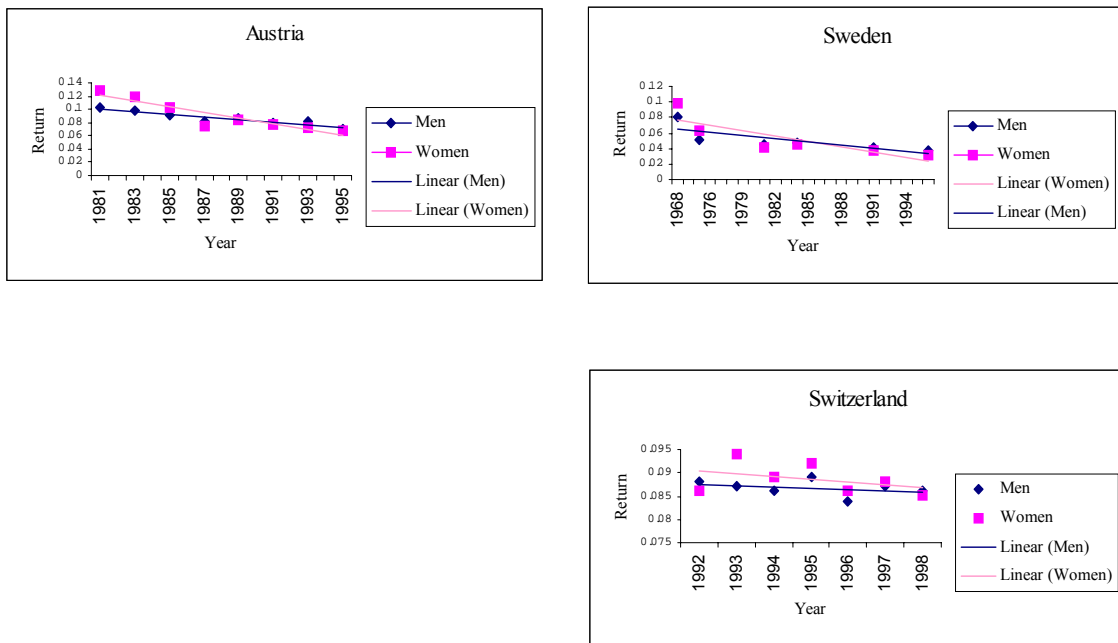 Austria
Return
0.14
0.12
0.1
0.08
0.06
0.04
0.02
0
1981
1983
1985
1987
1989
1991
1993
1995
Year
Men
Women
Linear (Men)
Linear (Women)
Sweden
Return
0.12
0.1
0.08
0.06
0.04
0.02
0
1968
1976
1979
1982
1985
1988
1991
1994
Year
Men
Women
Linear (Women)
Linear (Men)
Switzerland
Return
0.095
0.09
0.085
0.08
0.075
1992
1993
1994
1995
1996
1997
1998
Year
Men
Women
Linear (Men)
Linear (Women)